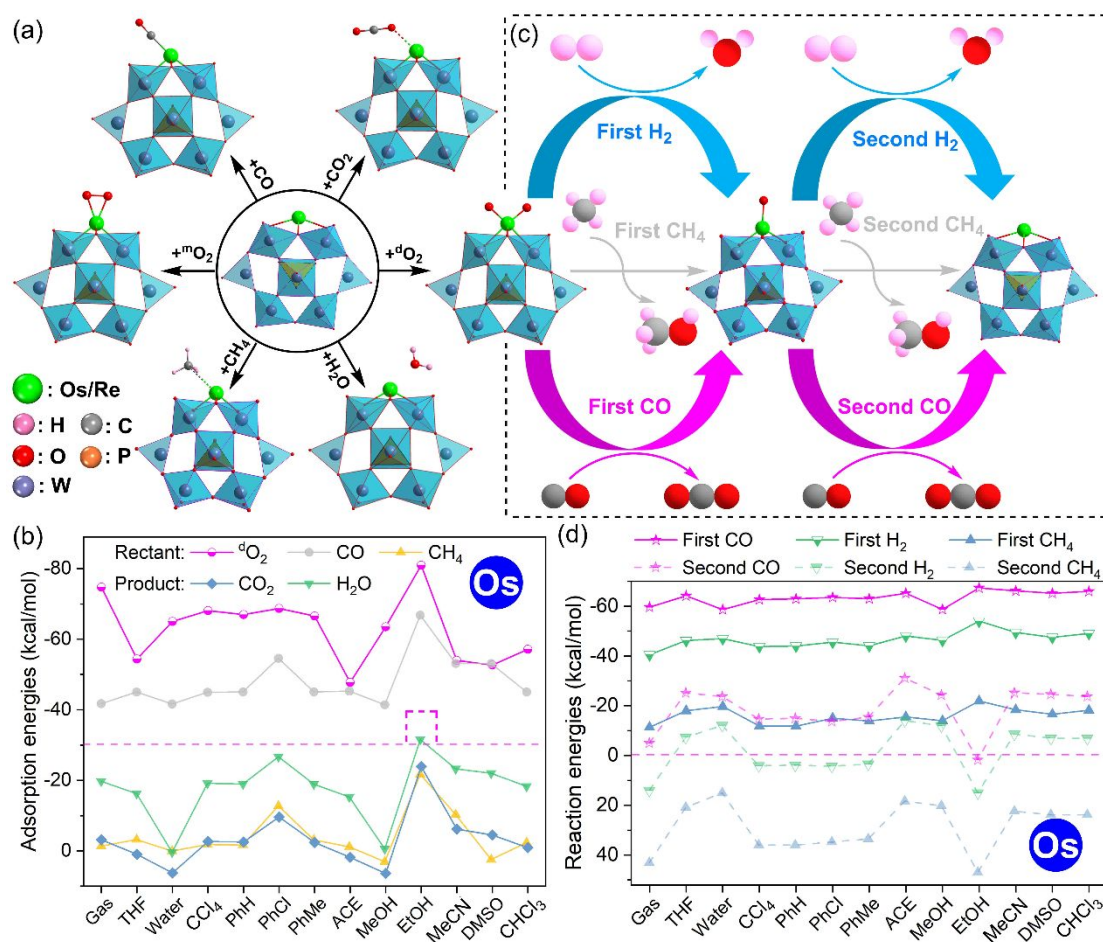 (a)
+CO
+CO₂
+ᵐO₂
+ᵈO₂
+CH₄
+H₂O
: Os/Re
: H
: C
: O
: P
: W
(c)
First H₂
Second H₂
First CH₄
Second CH₄
First CO
Second CO
(b)
Rectant:
ᵈO₂
CO
CH₄
Product:
CO₂
H₂O
Os
Adsorption energies (kcal/mol)
-80
-60
-40
-20
0
Gas
THF
Water
CCl₄
PhH
PhCl
PhMe
ACE
MeOH
EtOH
MeCN
DMSO
CHCl₃
(d)
First CO
First H₂
First CH₄
Second CO
Second H₂
Second CH₄
Reaction energies (kcal/mol)
-60
-40
-20
0
20
40
Os
Gas
THF
Water
CCl₄
PhH
PhCl
PhMe
ACE
MeOH
EtOH
MeCN
DMSO
CHCl₃